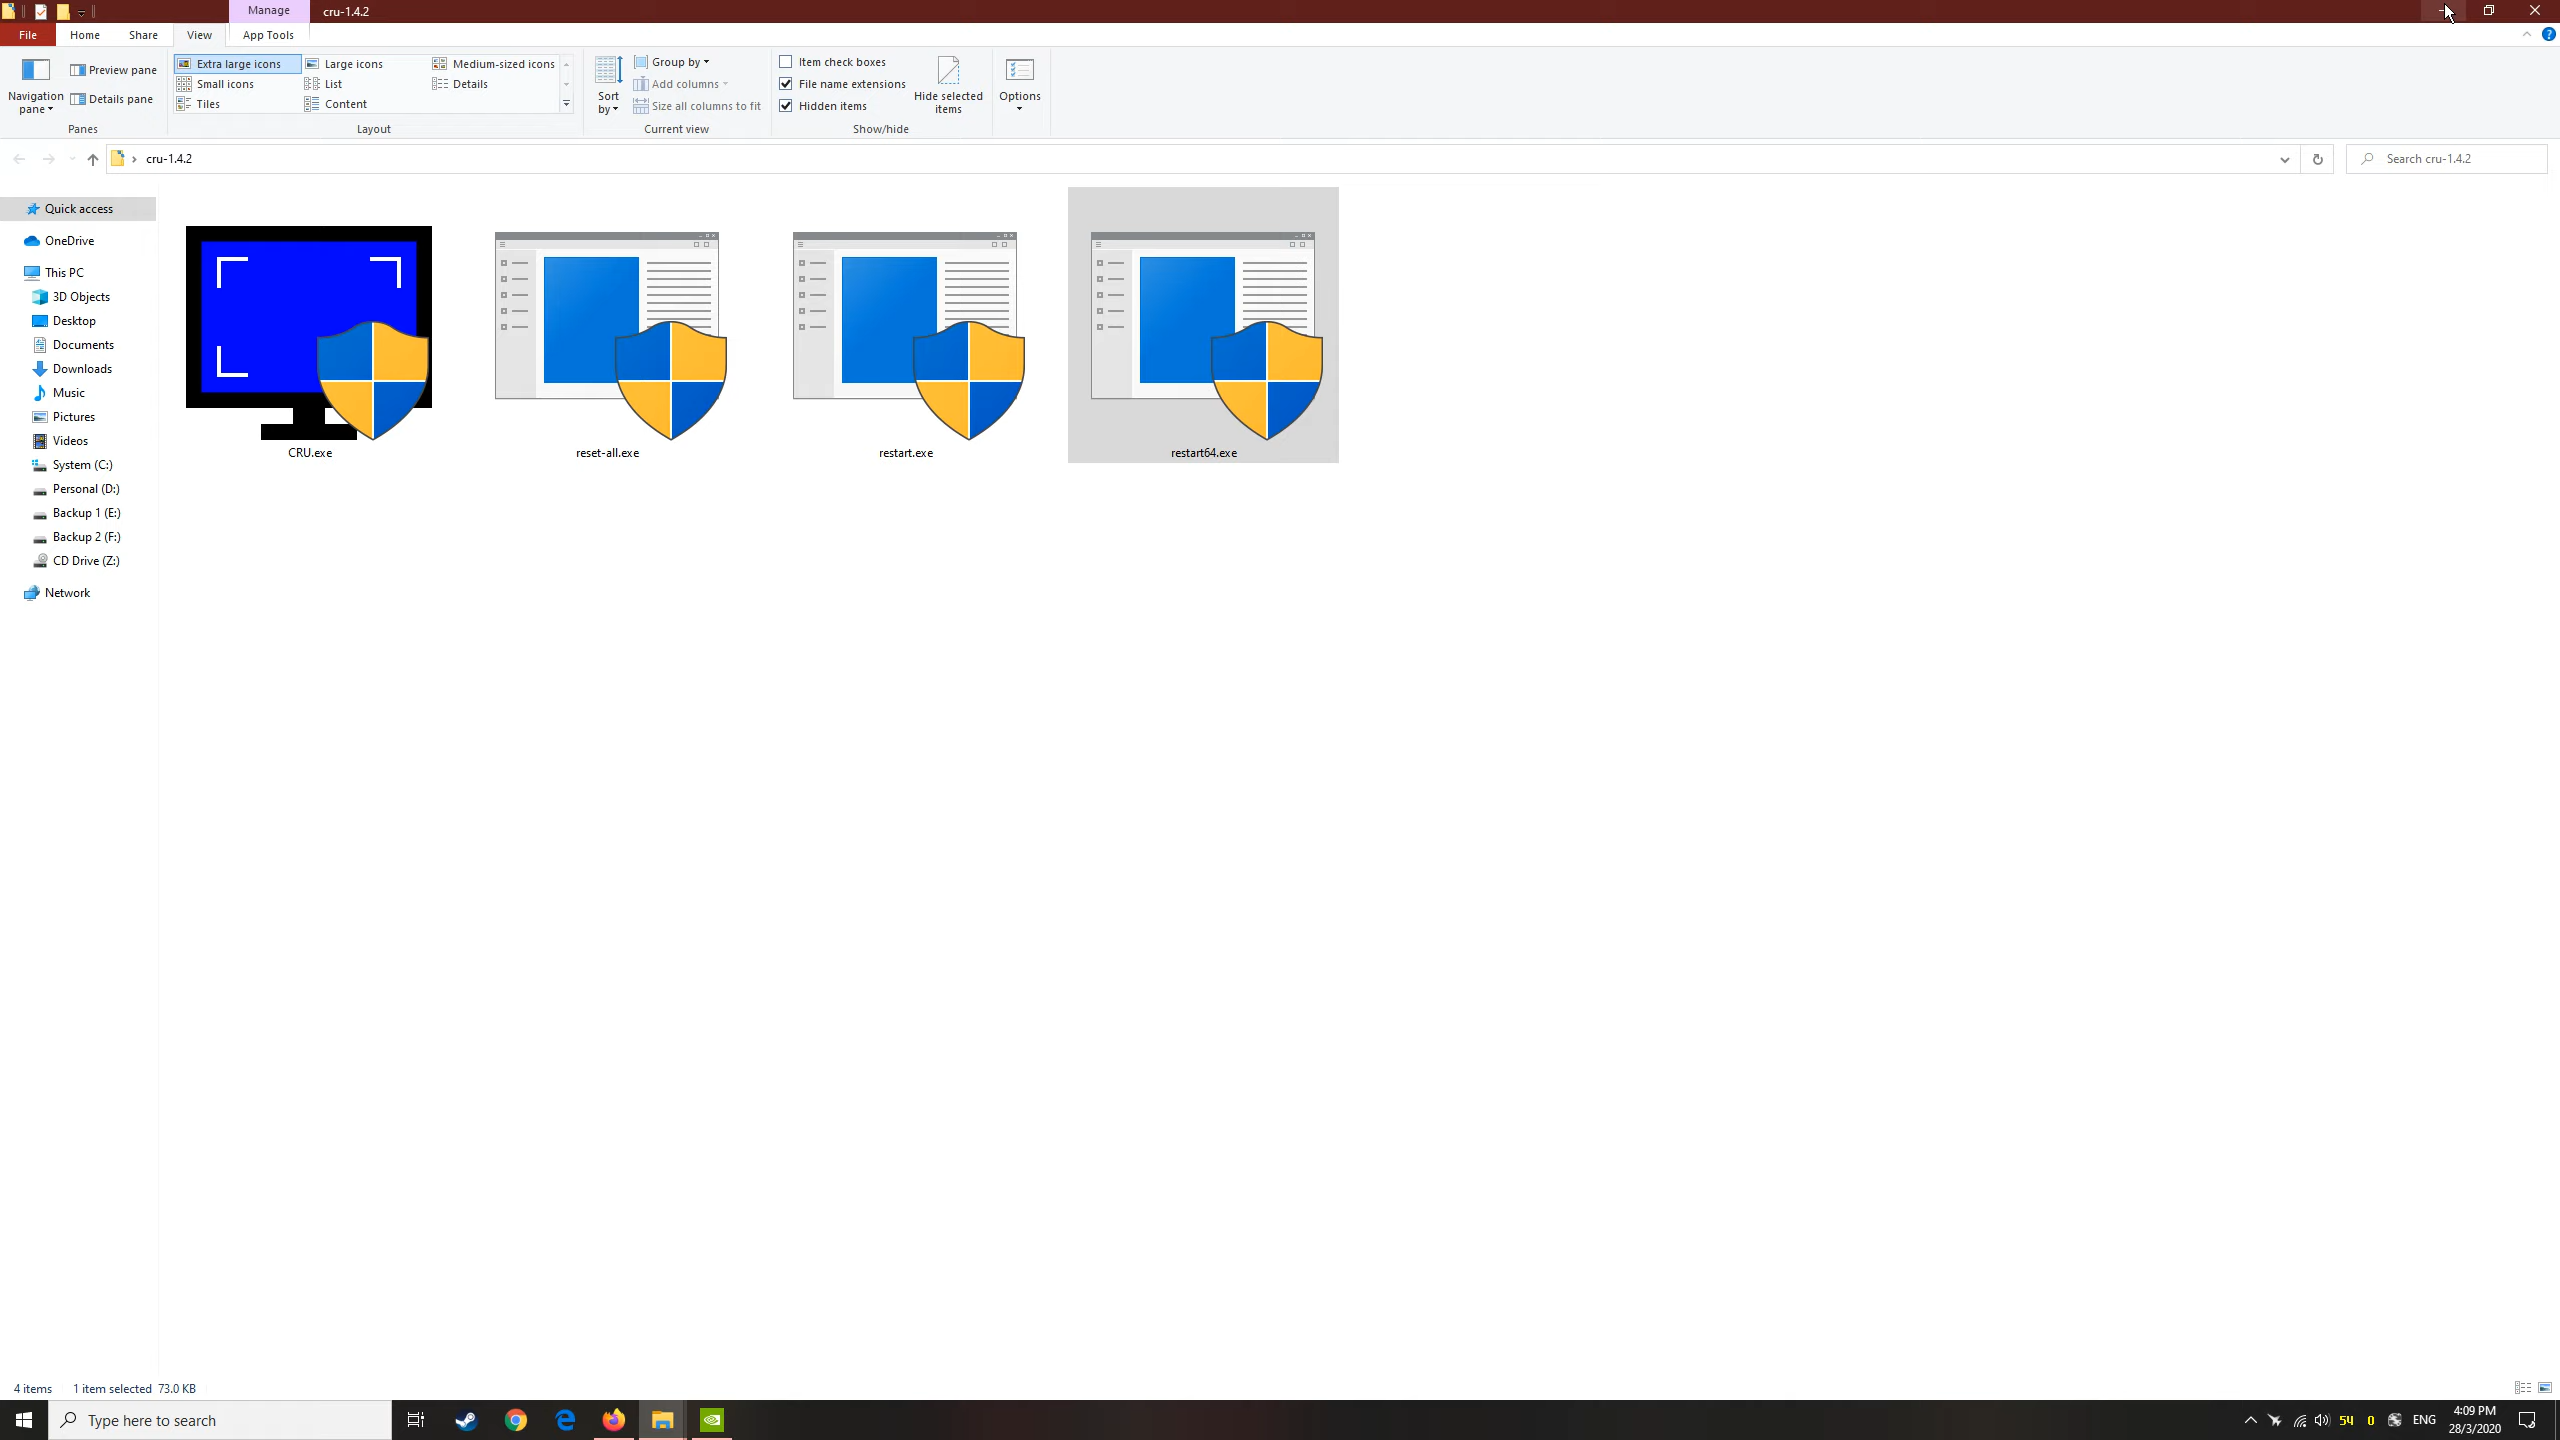 Manage cru-1.4.2
File Home Share View App Tools
Navigation pane
Preview pane
Details pane
Panes
Extra large icons Large icons Medium-sized icons
Small icons List Details
Tiles Content
Layout
Sort by
Group by
Add columns
Size all columns to fit
Current view
Item check boxes
File name extensions
Hidden items
Hide selected
items
Show/hide
Options
cru-1.4.2
Search cru-1.4.2
Quick access
OneDrive
This PC
3D Objects
Desktop
Documents
Downloads
Music
Pictures
Videos
System (C:)
Personal (D:)
Backup 1 (E:)
Backup 2 (F:)
CD Drive (Z:)
Network
CRU.exe reset-all.exe restart.exe restart64.exe
4 items 1 item selected 73.0 KB
Type here to search
54 0 ENG
4:09 PM
28/3/2020